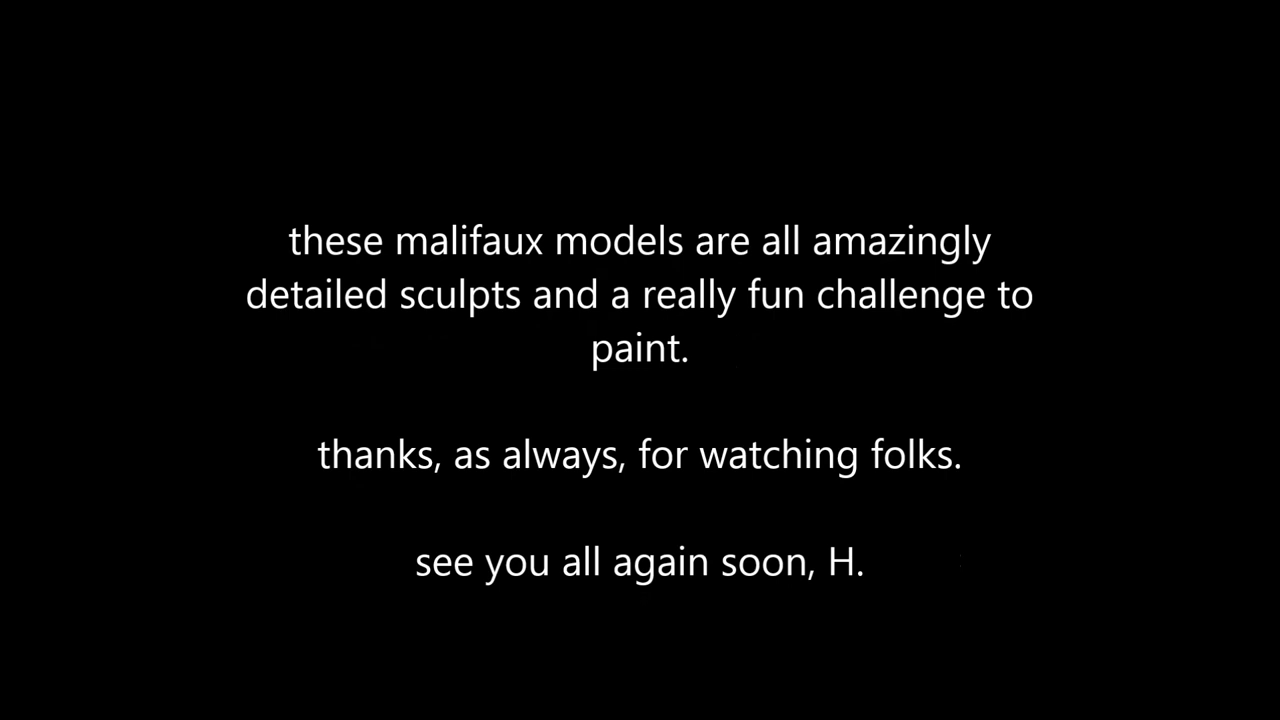 these malifaux models are all amazingly
detailed sculpts and a really fun challenge to
paint.
thanks, as always, for watching folks.
see you all again soon, H.